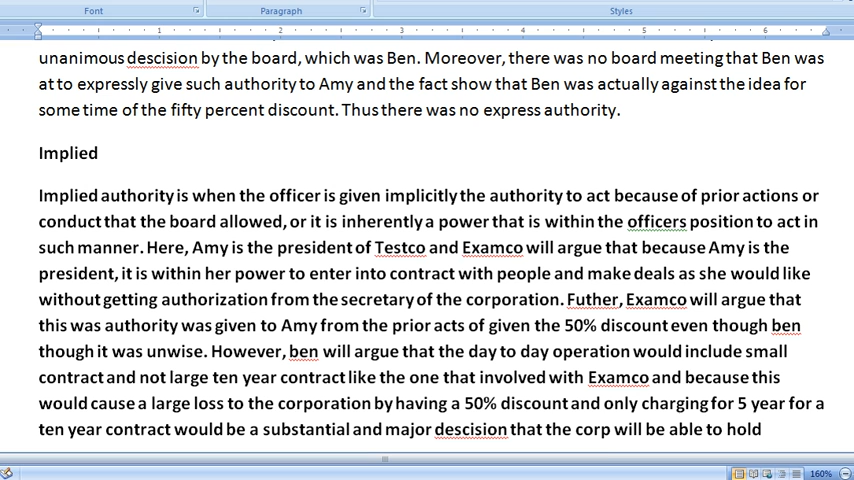 Font Paragraph Styles
1 2 3 4 5 6
unanimous descision by the board, which was Ben. Moreover, there was no board meeting that Ben was
at to expressly give such authority to Amy and the fact show that Ben was actually against the idea for
some time of the fifty percent discount. Thus there was no express authority.
Implied
Implied authority is when the officer is given implicitly the authority to act because of prior actions or
conduct that the board allowed, or it is inherently a power that is within the officers position to act in
such manner. Here, Amy is the president of Testco and Examco will argue that because Amy is the
president, it is within her power to enter into contract with people and make deals as she would like
without getting authorization from the secretary of the corporation. Futher, Examco will argue that
this was authority was given to Amy from the prior acts of given the 50% discount even though ben
though it was unwise. However, ben will argue that the day to day operation would include small
contract and not large ten year contract like the one that involved with Examco and because this
would cause a large loss to the corporation by having a 50% discount and only charging for 5 year for a
ten year contract would be a substantial and major descision that the corp will be able to hold
160%